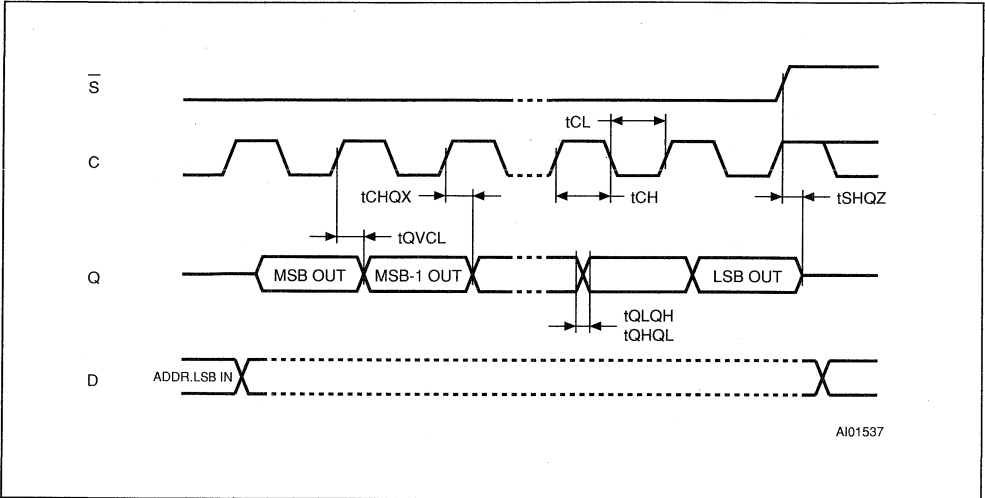 S
tCL
C
tCHQX
tCH
tSHQZ
tQVCL
Q
MSB OUT
MSB-1 OUT
LSB OUT
tQLQH
tQHQL
D
ADDR.LSB IN
AI01537